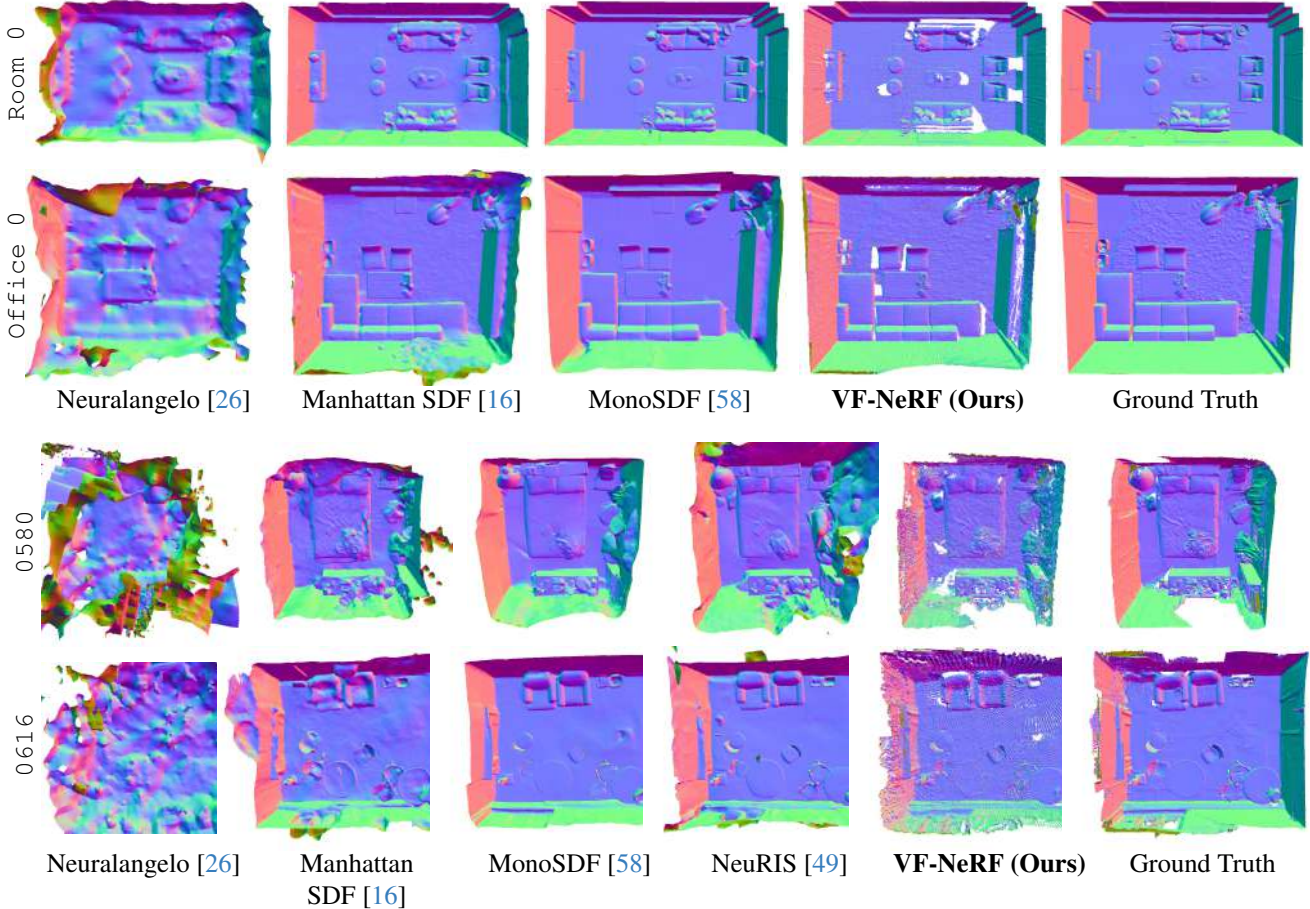 Room 0
Office 0
Neuralangelo [26] Manhattan SDF [16] MonoSDF [58] VF-NeRF (Ours) Ground Truth
0580
0616
Neuralangelo [26] Manhattan SDF [16] MonoSDF [58] NeuRIS [49] VF-NeRF (Ours) Ground Truth